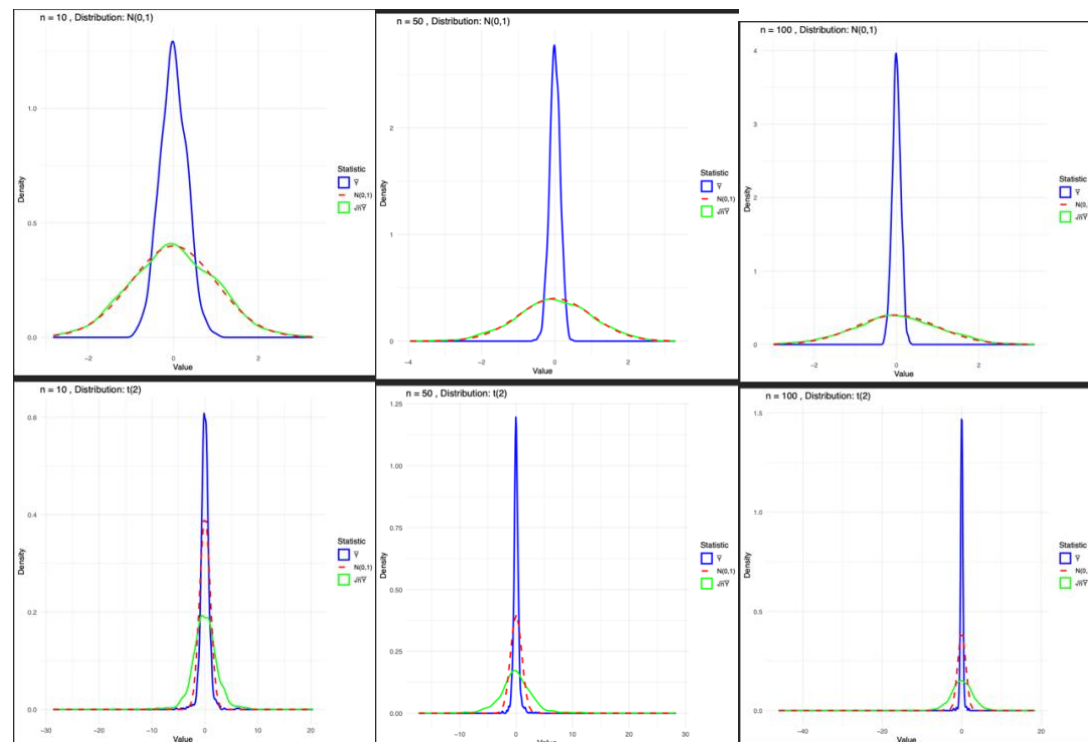 n = 10 , Distribution: N(0,1)
Density
1.0
0.5
0.0
−2
0
2
Value
Statistic
Ȳ
N(0,1)
√nȲ
n = 50 , Distribution: N(0,1)
Density
2
1
0
−4
−2
0
2
Value
Statistic
Ȳ
N(0,1)
√nȲ
n = 100 , Distribution: N(0,1)
Density
4
3
2
1
0
−2
0
2
Value
Statistic
Ȳ
N(0,
√nȲ
n = 10 , Distribution: t(2)
Density
0.6
0.4
0.2
0.0
−30
−20
−10
0
10
20
Value
Statistic
Ȳ
N(0,1)
√nȲ
n = 50 , Distribution: t(2)
Density
1.25
1.00
0.75
0.50
0.25
0.00
−10
0
10
20
30
Value
Statistic
Ȳ
N(0,1)
√nȲ
n = 100 , Distribution: t(2)
Density
1.5
1.0
0.5
0.0
−40
−20
0
20
Value
Statistic
Ȳ
N(0,
√nȲ